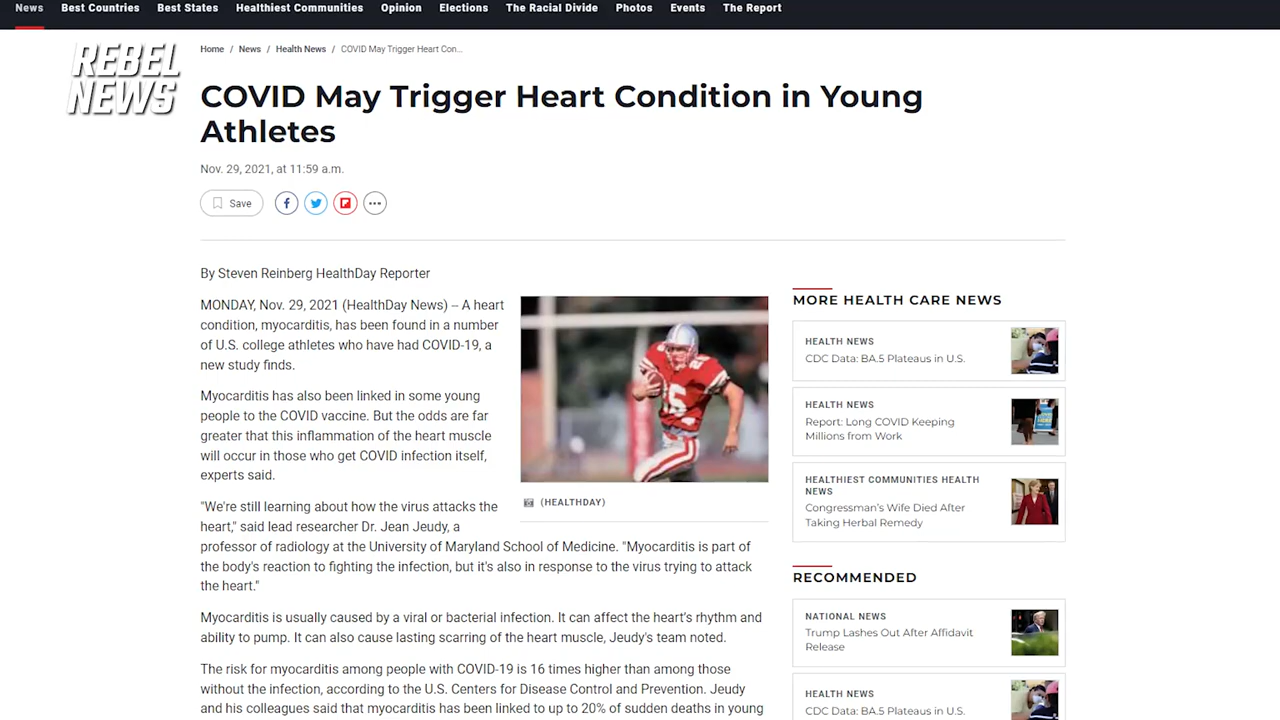 News Best Countries Best States Healthiest Communities Opinion Elections The Racial Divide Photos Events The Report
REBEL
NEWS
Home / News / Health News / COVID May Trigger Heart Con...
COVID May Trigger Heart Condition in Young
Athletes
Nov. 29, 2021, at 11:59 a.m.
Save
By Steven Reinberg HealthDay Reporter
MONDAY, Nov. 29, 2021 (HealthDay News) -- A heart
condition, myocarditis, has been found in a number
of U.S. college athletes who have had COVID-19, a
new study finds.
Myocarditis has also been linked in some young
people to the COVID vaccine. But the odds are far
greater that this inflammation of the heart muscle
will occur in those who get COVID infection itself,
experts said.
"We're still learning about how the virus attacks the
heart," said lead researcher Dr. Jean Jeudy, a
professor of radiology at the University of Maryland School of Medicine. "Myocarditis is part of
the body's reaction to fighting the infection, but it's also in response to the virus trying to attack
the heart."
Myocarditis is usually caused by a viral or bacterial infection. It can affect the heart's rhythm and
ability to pump. It can also cause lasting scarring of the heart muscle, Jeudy's team noted.
The risk for myocarditis among people with COVID-19 is 16 times higher than among those
without the infection, according to the U.S. Centers for Disease Control and Prevention. Jeudy
and his colleagues said that myocarditis has been linked to up to 20% of sudden deaths in young
(HEALTHDAY)
MORE HEALTH CARE NEWS
HEALTH NEWS
CDC Data: BA.5 Plateaus in U.S.
HEALTH NEWS
Report: Long COVID Keeping
Millions from Work
HEALTHIEST COMMUNITIES HEALTH
NEWS
Congressman's Wife Died After
Taking Herbal Remedy
RECOMMENDED
NATIONAL NEWS
Trump Lashes Out After Affidavit
Release
HEALTH NEWS
CDC Data: BA.5 Plateaus in U.S.